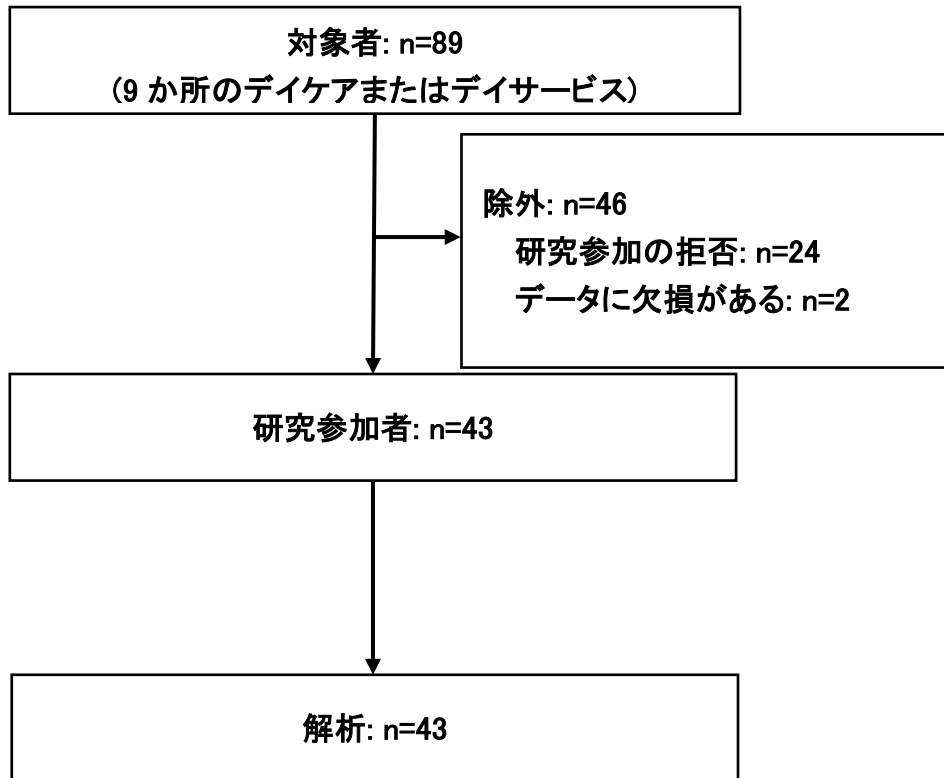 対象者: n=89
(9 か所のデイケアまたはデイサービス)
除外: n=46
研究参加の拒否: n=24
データに欠損がある: n=2
研究参加者: n=43
解析: n=43